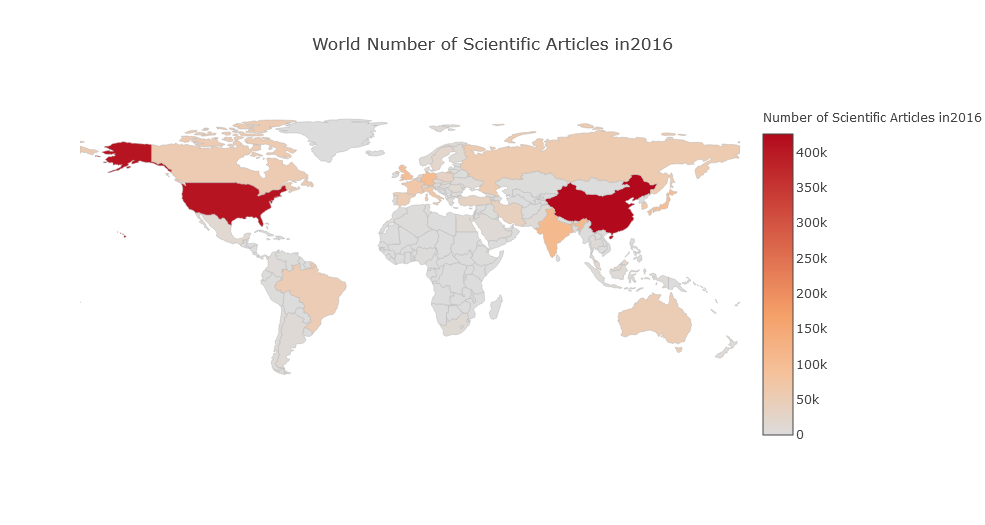 World Number of Scientific Articles in2016
Number of Scientific Articles in2016
400k
350k
300k
250k
200k
150k
100k
50k
0